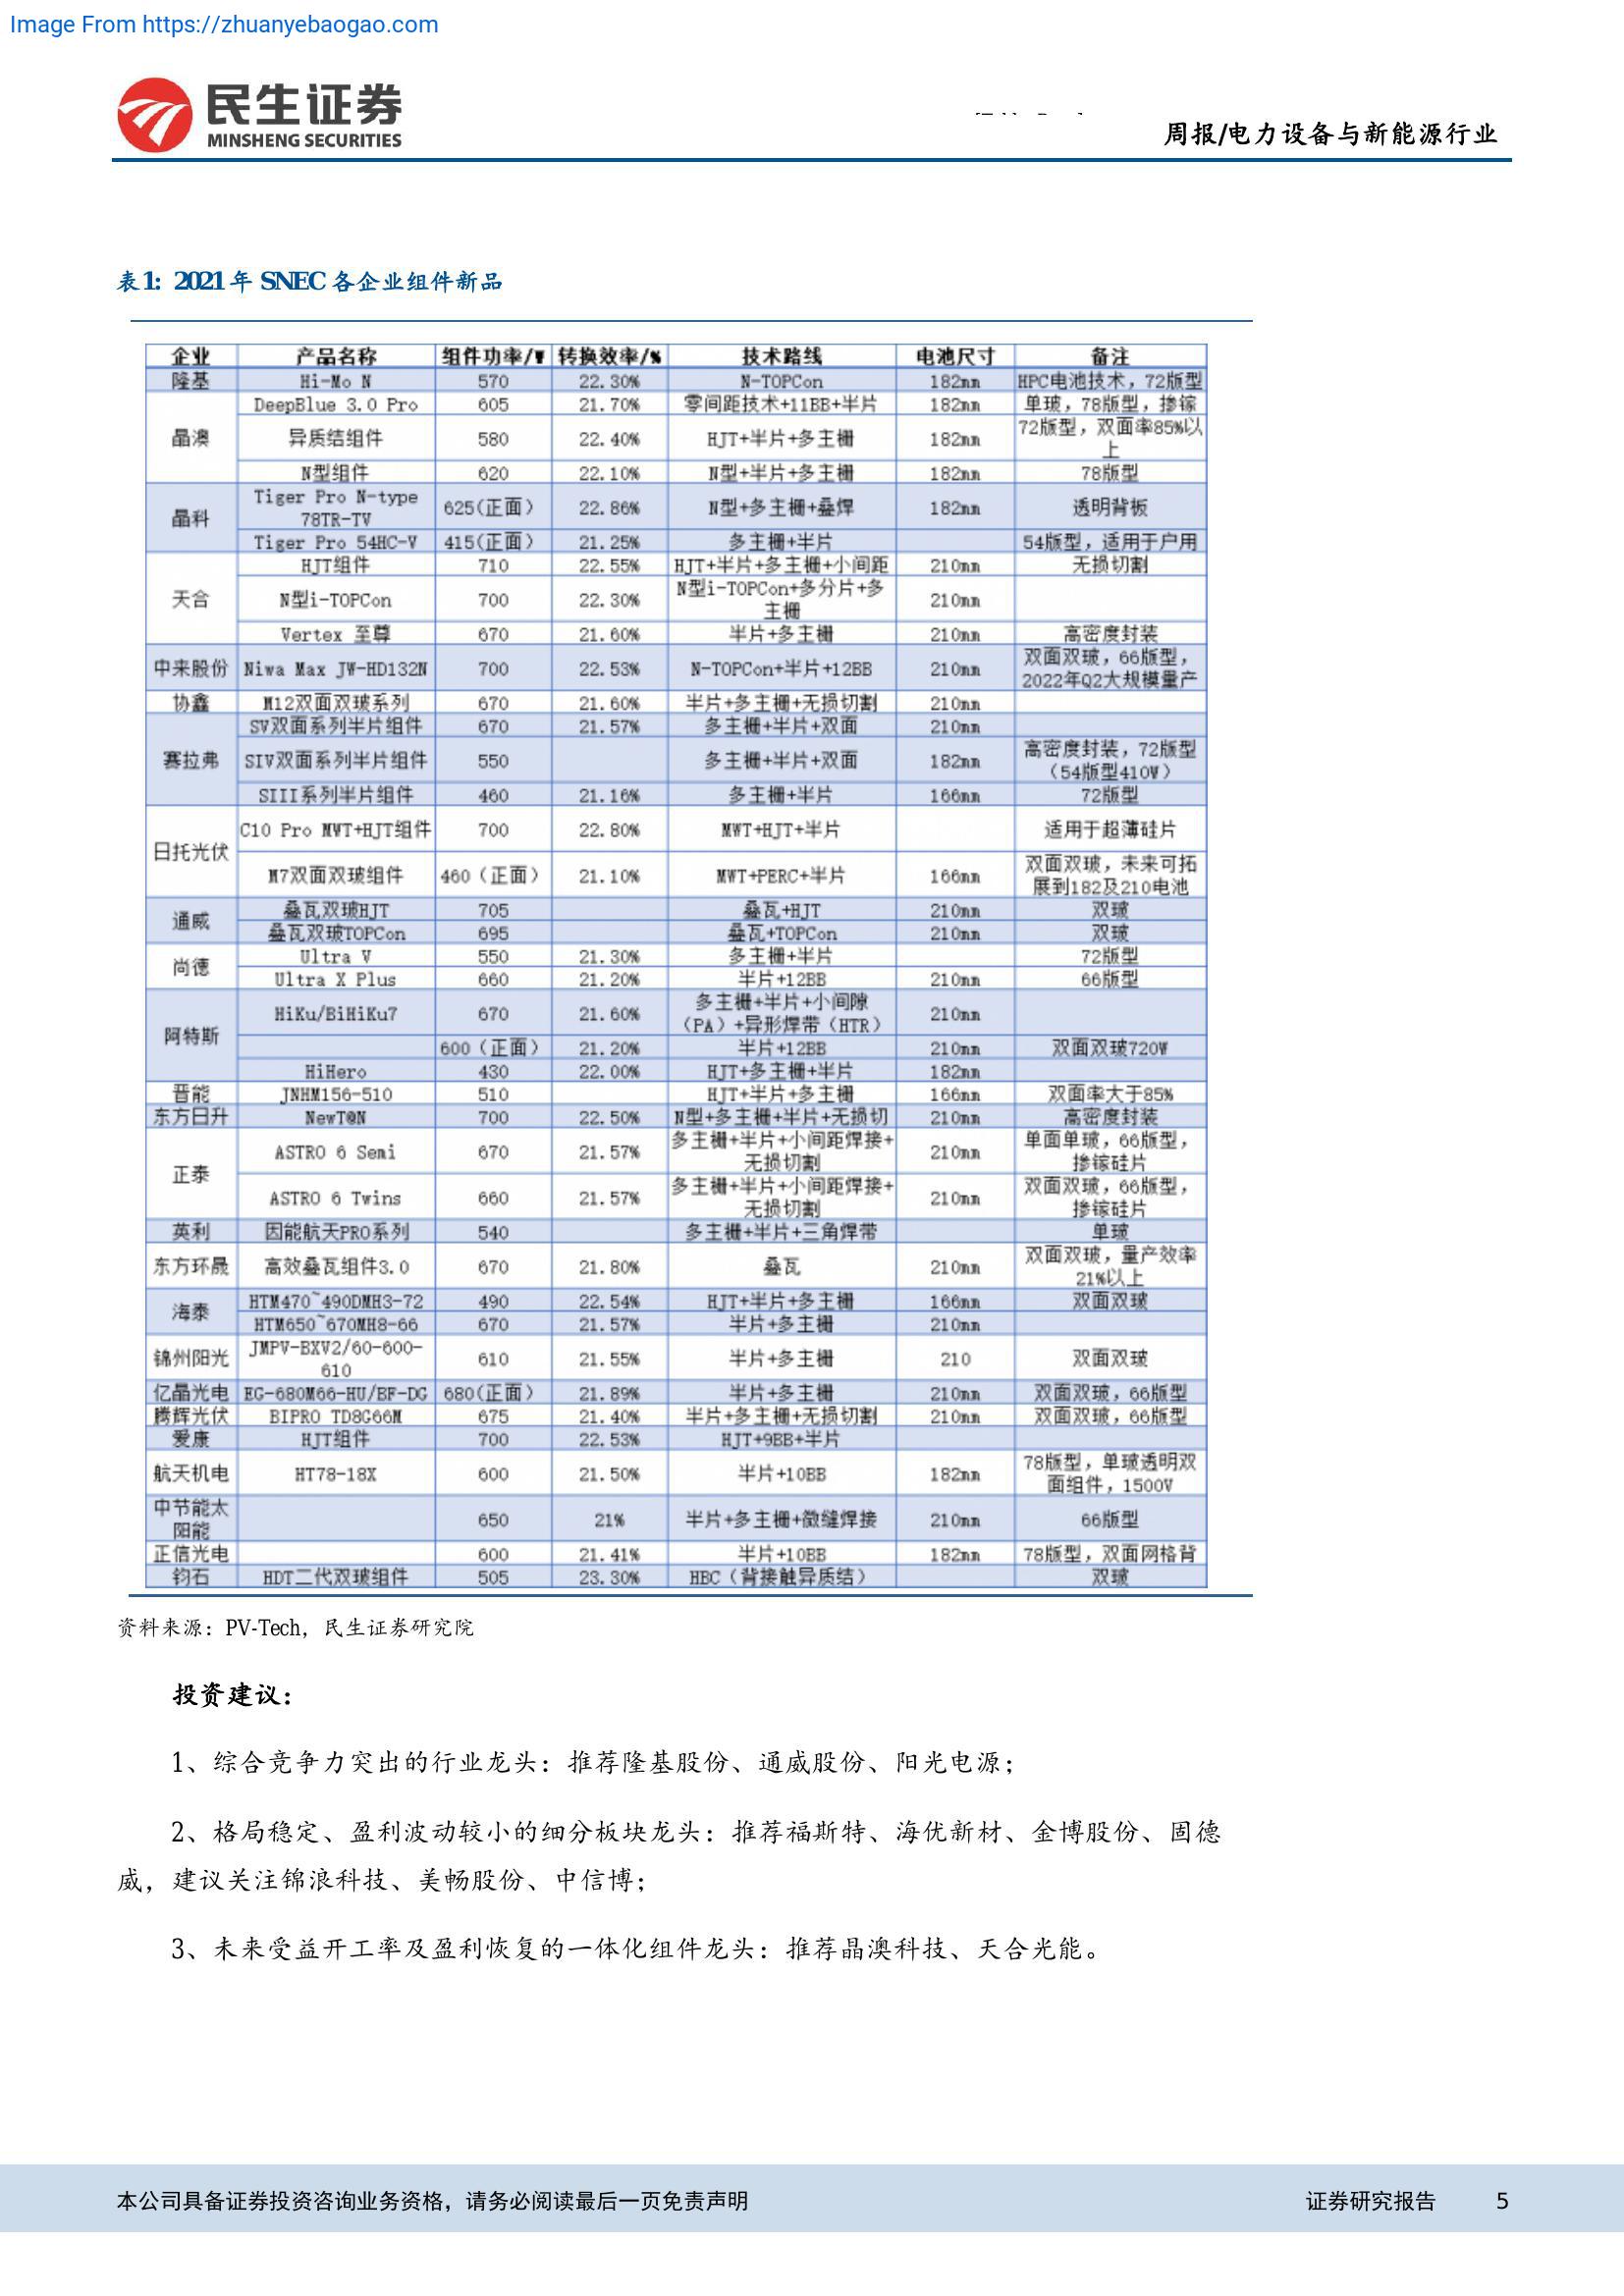 Image From https://zhuanyebaogao.com
民生证券
MINSHENG SECURITIES
周报/电力设备与新能源行业
表1: 2021年 SNEC 各企业组件新品
企业 产品名称 组件功率/W 转换效率/% 技术路线 电池尺寸 备注
隆基 Hi-Mo N 570 22.30% N-TOPCon 182mm HPC电池技术，72版型
晶澳 DeepBlue 3.0 Pro 605 21.70% 零间距技术+11BB+半片 182mm 单玻，78版型，掺镓
异质结组件 580 22.40% HJT+半片+多主栅 182mm 72版型，双面率85%以
上
N型组件 620 22.10% N型+半片+多主栅 182mm 78版型
晶科 Tiger Pro N-type
78TR-TV 625(正面) 22.86% N型+多主栅+叠焊 182mm 透明背板
Tiger Pro 54HC-V 415(正面) 21.25% 多主栅+半片 54版型，适用于户用
天合 HJT组件 710 22.55% HJT+半片+多主栅+小间距 210mm 无损切割
N型i-TOPCon 700 22.30% N型i-TOPCon+多分片+多
主栅 210mm
Vertex 至尊 670 21.60% 半片+多主栅 210mm 高密度封装
中来股份 Niwa Max JW-HD132N 700 22.53% N-TOPCon+半片+12BB 210mm 双面双玻，66版型，
2022年Q2大规模量产
协鑫 M12双面双玻系列 670 21.60% 半片+多主栅+无损切割 210mm
赛拉弗 SV双面系列半片组件 670 21.57% 多主栅+半片+双面 210mm
SIV双面系列半片组件 550 多主栅+半片+双面 182mm 高密度封装，72版型
（54版型410W）
SIII系列半片组件 460 21.16% 多主栅+半片 166mm 72版型
日托光伏 C10 Pro MWT+HJT组件 700 22.80% MWT+HJT+半片 适用于超薄硅片
M7双面双玻组件 460（正面） 21.10% MWT+PERC+半片 166mm 双面双玻，未来可拓
展到182及210电池
通威 叠瓦双玻HJT 705 叠瓦+HJT 210mm 双玻
叠瓦双玻TOPCon 695 叠瓦+TOPCon 210mm 双玻
尚德 Ultra V 550 21.30% 多主栅+半片 72版型
Ultra X Plus 660 21.20% 半片+12BB 210mm 66版型
阿特斯 HiKu/BiHiKu7 670 21.60% 多主栅+半片+小间隙
（PA）+异形焊带（HTR） 210mm
600（正面） 21.20% 半片+12BB 210mm 双面双玻720W
HiHero 430 22.00% HJT+多主栅+半片 182mm
晋能 JNHM156-510 510 HJT+半片+多主栅 166mm 双面率大于85%
东方日升 NewT@N 700 22.50% N型+多主栅+半片+无损切 210mm 高密度封装
正泰 ASTRO 6 Semi 670 21.57% 多主栅+半片+小间距焊接+
无损切割 210mm 单面单玻，66版型，
掺镓硅片
ASTRO 6 Twins 660 21.57% 多主栅+半片+小间距焊接+
无损切割 210mm 双面双玻，66版型，
掺镓硅片
英利 因能航天PRO系列 540 多主栅+半片+三角焊带 单玻
东方环晟 高效叠瓦组件3.0 670 21.80% 叠瓦 210mm 双面双玻，量产效率
21%以上
海泰 HTM470~490DMH3-72 490 22.54% HJT+半片+多主栅 166mm 双面双玻
HTM650~670MH8-66 670 21.57% 半片+多主栅 210mm
锦州阳光 JMPV-BXV2/60-600-
610 610 21.55% 半片+多主栅 210 双面双玻
亿晶光电 EG-680M66-HU/BF-DG 680(正面) 21.89% 半片+多主栅 210mm 双面双玻，66版型
腾辉光伏 BIPRO TD8G66M 675 21.40% 半片+多主栅+无损切割 210mm 双面双玻，66版型
爱康 HJT组件 700 22.53% HJT+9BB+半片
航天机电 HT78-18X 600 21.50% 半片+10BB 182mm 78版型，单玻透明双
面组件，1500V
中节能太
阳能 650 21% 半片+多主栅+微缝焊接 210mm 66版型
正信光电 600 21.41% 半片+10BB 182mm 78版型，双面网格背
钧石 HDT二代双玻组件 505 23.30% HBC（背接触异质结） 双玻
资料来源：PV-Tech，民生证券研究院
投资建议：
1、综合竞争力突出的行业龙头：推荐隆基股份、通威股份、阳光电源；
2、格局稳定、盈利波动较小的细分板块龙头：推荐福斯特、海优新材、金博股份、固德
威，建议关注锦浪科技、美畅股份、中信博；
3、未来受益开工率及盈利恢复的一体化组件龙头：推荐晶澳科技、天合光能。
本公司具备证券投资咨询业务资格，请务必阅读最后一页免责声明
证券研究报告 5